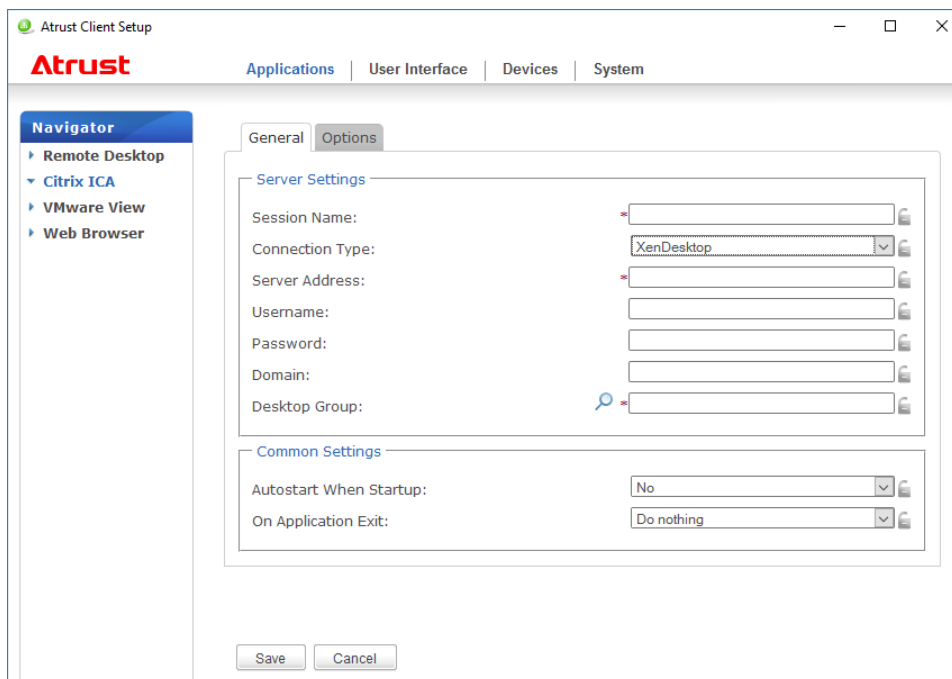 Atrust Client Setup
Atrust
Applications | User Interface | Devices | System
Navigator
Remote Desktop
Citrix ICA
VMware View
Web Browser
General Options
Server Settings
Session Name: *
Connection Type: XenDesktop
Server Address: *
Username:
Password:
Domain:
Desktop Group: *
Common Settings
Autostart When Startup: No
On Application Exit: Do nothing
Save Cancel